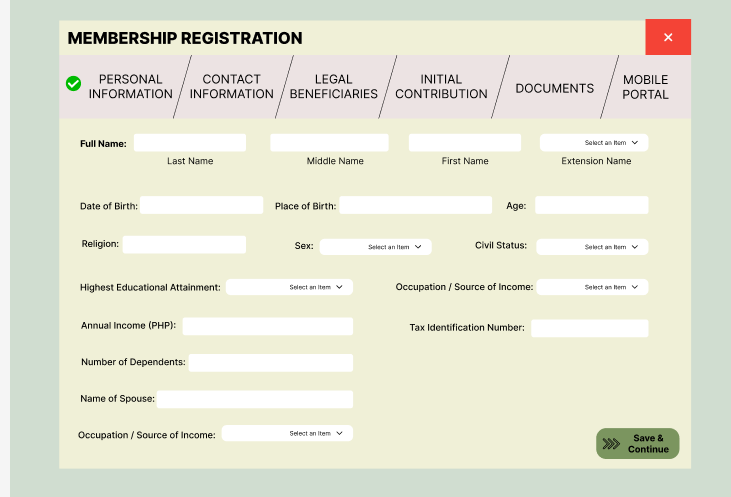 MEMBERSHIP REGISTRATION
PERSONAL
INFORMATION
CONTACT
INFORMATION
LEGAL
BENEFICIARIES
INITIAL
CONTRIBUTION
DOCUMENTS
MOBILE
PORTAL
Full Name:
Select an Item
Last Name
Middle Name
First Name
Extension Name
Date of Birth:
Place of Birth:
Age:
Religion:
Sex:
Select an Item
Civil Status:
Select an Item
Highest Educational Attainment:
Select an Item
Occupation / Source of Income:
Select an Item
Annual Income (PHP):
Tax Identification Number:
Number of Dependents:
Name of Spouse:
Occupation / Source of Income:
Select an Item
Save &
Continue